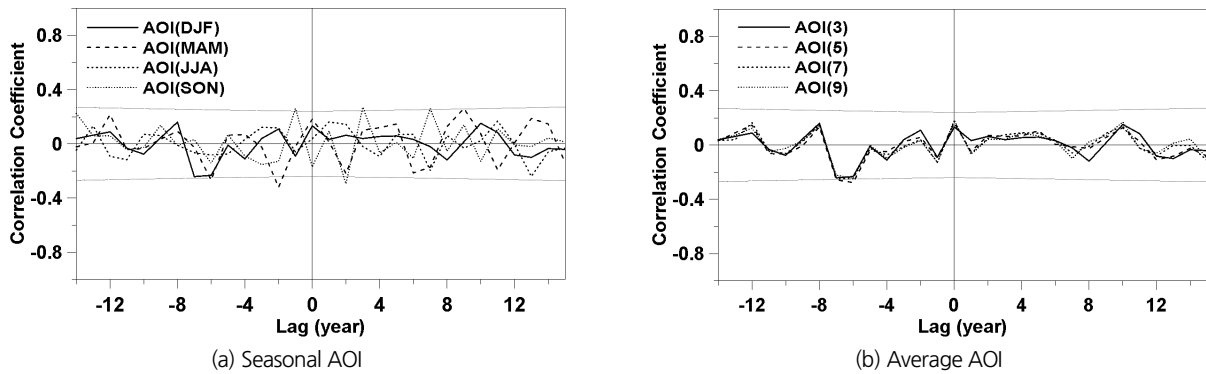 0.8
0.4
0
-0.4
-0.8
Correlation Coefficient
AOI(DJF)
AOI(MAM)
AOI(JJA)
AOI(SON)
-12 -8 -4 0 4 8 12
Lag (year)
(a) Seasonal AOI
0.8
0.4
0
-0.4
-0.8
Correlation Coefficient
AOI(3)
AOI(5)
AOI(7)
AOI(9)
-12 -8 -4 0 4 8 12
Lag (year)
(b) Average AOI